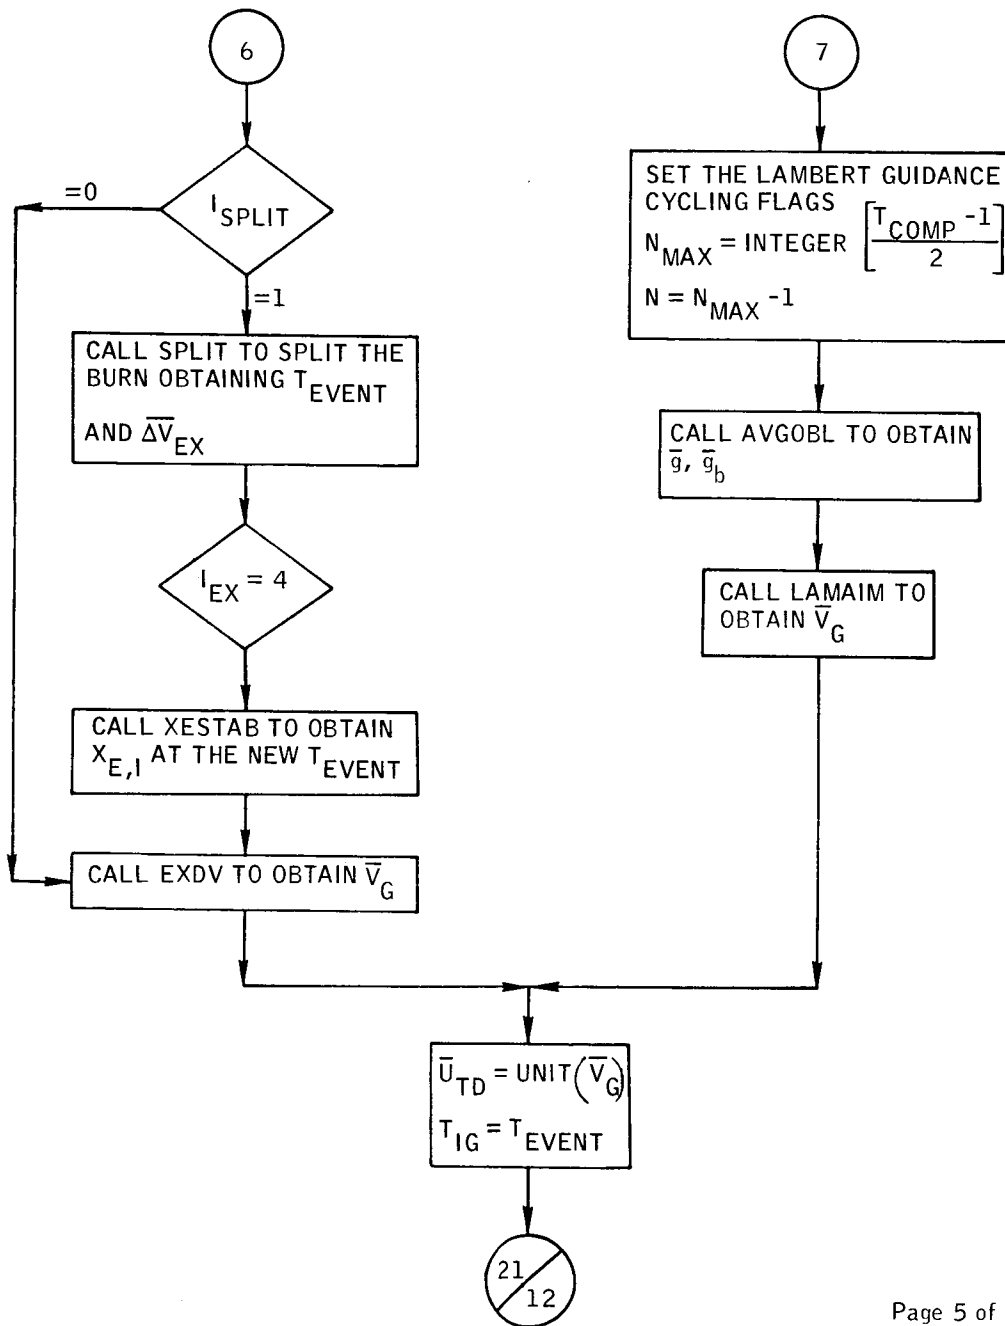 6
=0
I_SPLIT
=1
CALL SPLIT TO SPLIT THE
BURN OBTAINING T_EVENT
AND \overline{ΔV}_EX
I_EX = 4
CALL XESTAB TO OBTAIN
X_E,I AT THE NEW T_EVENT
CALL EXDV TO OBTAIN V̅_G
7
SET THE LAMBERT GUIDANCE
CYCLING FLAGS
N_MAX = INTEGER [(T_COMP -1)/2]
N = N_MAX -1
CALL AVGOBL TO OBTAIN
g̅, g̅_b
CALL LAMAIM TO
OBTAIN V̅_G
U̅_TD = UNIT(V̅_G)
T_IG = T_EVENT
21
12
Page 5 of